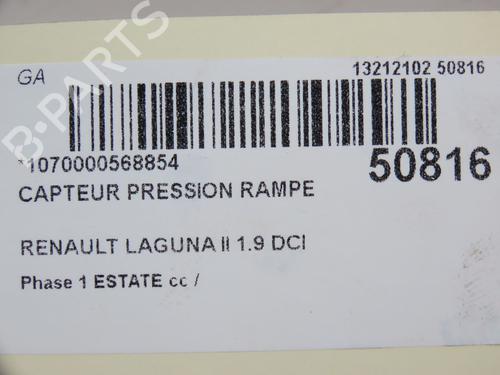 GA
13212102 50816
*1070000568854
50816
CAPTEUR PRESSION RAMPE
RENAULT LAGUNA II 1.9 DCI
Phase 1 ESTATE cc /
B-PARTS